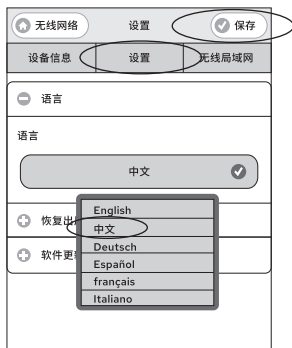 无线网络 设置 保存
设备信息 设置 无线局域网
语言
语言
中文
English
恢复出
中文
Deutsch
软件更
Español
français
Italiano